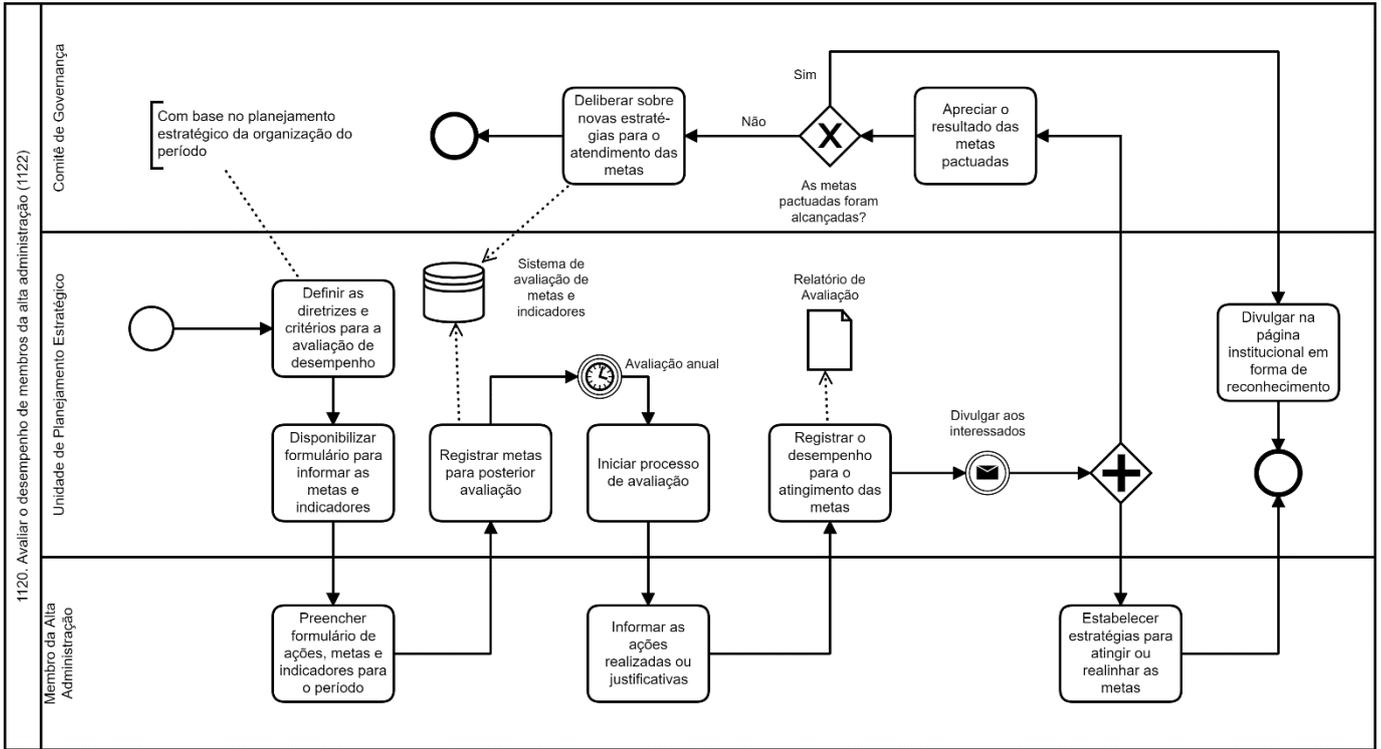 1120. Avaliar o desempenho de membros da alta administração (1122)
Comitê de Governança
Com base no planejamento
estratégico da organização do
período
Deliberar sobre
novas estraté-
gias para o
atendimento das
metas
Não
Sim
As metas
pactuadas foram
alcançadas?
Apreciar o
resultado das
metas
pactuadas
Unidade de Planejamento Estratégico
Definir as
diretrizes e
critérios para a
avaliação de
desempenho
Sistema de
avaliação de
metas e
indicadores
Relatório de
Avaliação
Divulgar na
página
institucional em
forma de
reconhecimento
Avaliação anual
Disponibilizar
formulário para
informar as
metas e
indicadores
Registrar metas
para posterior
avaliação
Iniciar processo
de avaliação
Registrar o
desempenho
para o
atingimento das
metas
Divulgar aos
interessados
Membro da Alta
Administração
Preencher
formulário de
ações, metas e
indicadores para
o período
Informar as
ações
realizadas ou
justificativas
Estabelecer
estratégias para
atingir ou
realinhar as
metas